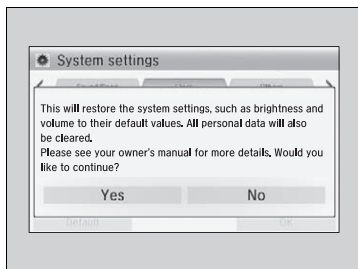 System settings
This will restore the system settings, such as brightness and
volume to their default values. All personal data will also
be cleared.
Please see your owner's manual for more details. Would you
like to continue?
Yes
No
Default
OK